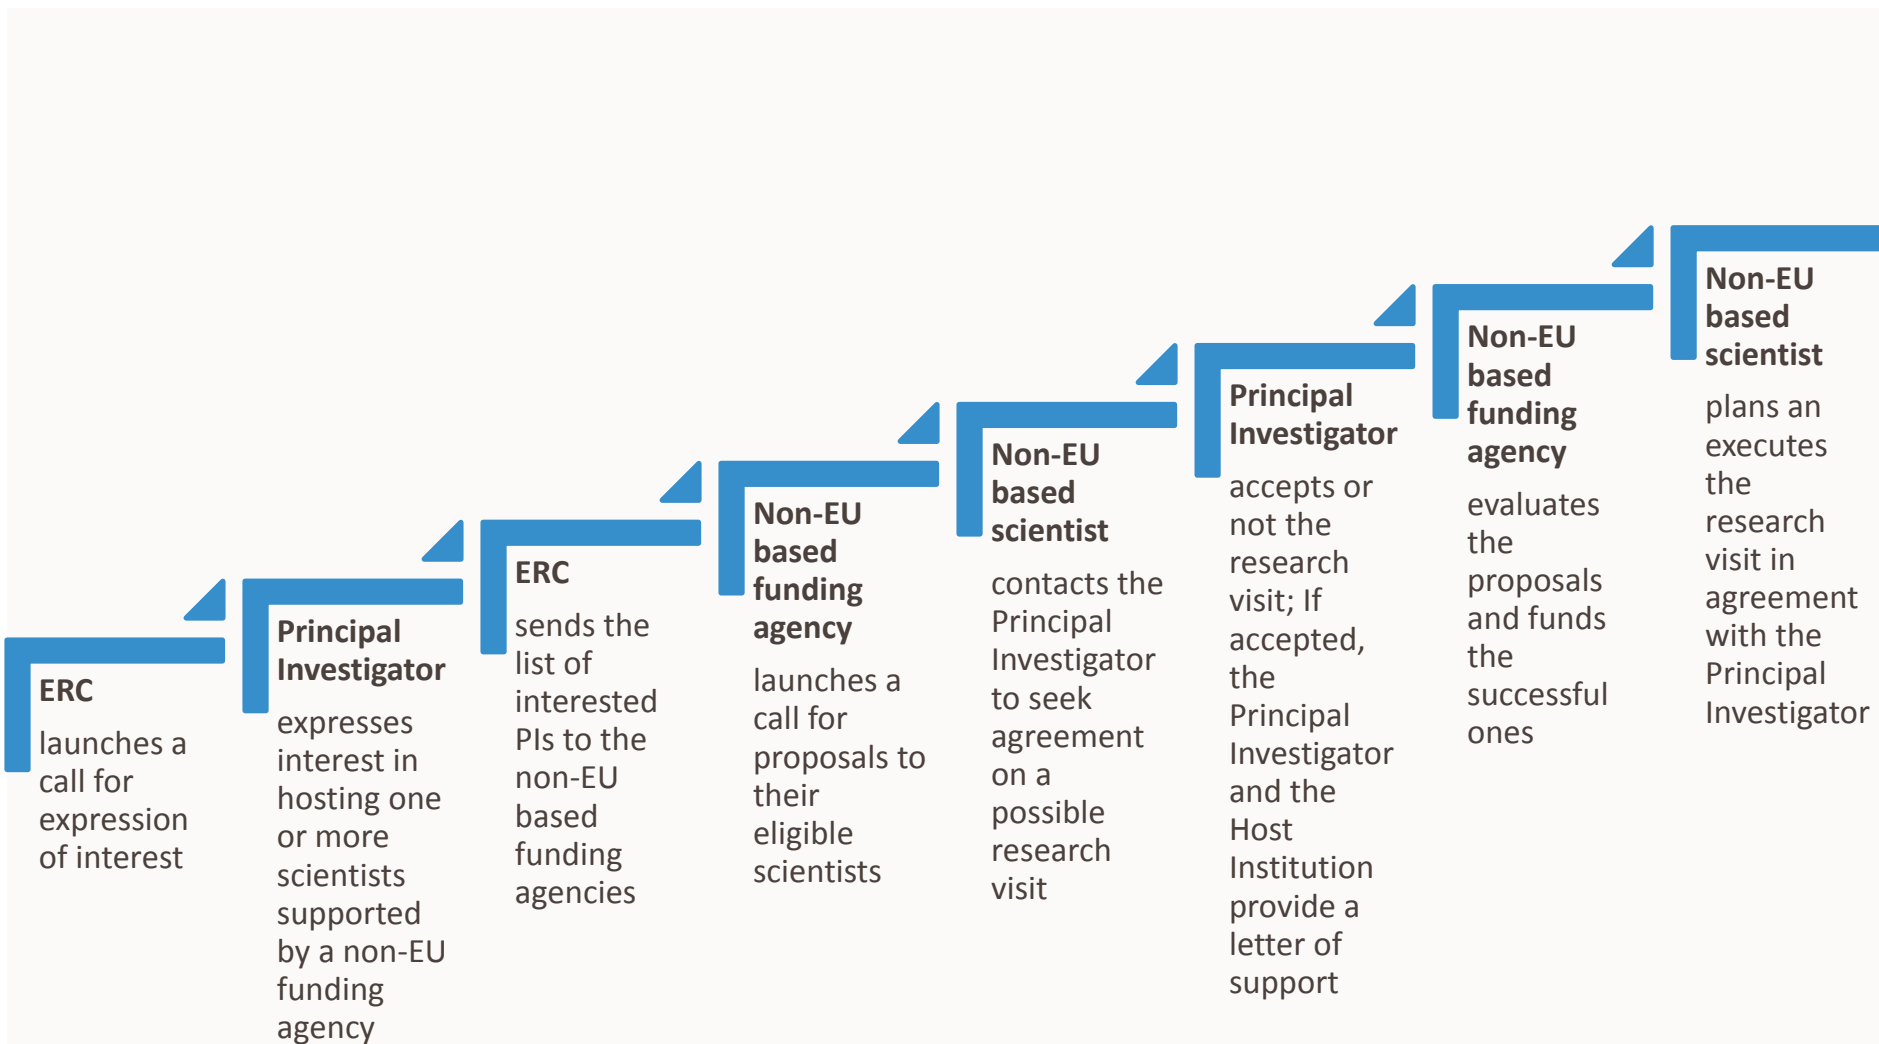 ERC
launches a
call for
expression
of interest
Principal
Investigator
expresses
interest in
hosting one
or more
scientists
supported
by a non-EU
funding
agency
ERC
sends the
list of
interested
PIs to the
non-EU
based
funding
agencies
Non-EU
based
funding
agency
launches a
call for
proposals to
their
eligible
scientists
Non-EU
based
scientist
contacts the
Principal
Investigator
to seek
agreement
on a
possible
research
visit
Principal
Investigator
accepts or
not the
research
visit; If
accepted,
the
Principal
Investigator
and the
Host
Institution
provide a
letter of
support
Non-EU
based
funding
agency
evaluates
the
proposals
and funds
the
successful
ones
Non-EU
based
scientist
plans an
executes
the
research
visit in
agreement
with the
Principal
Investigator